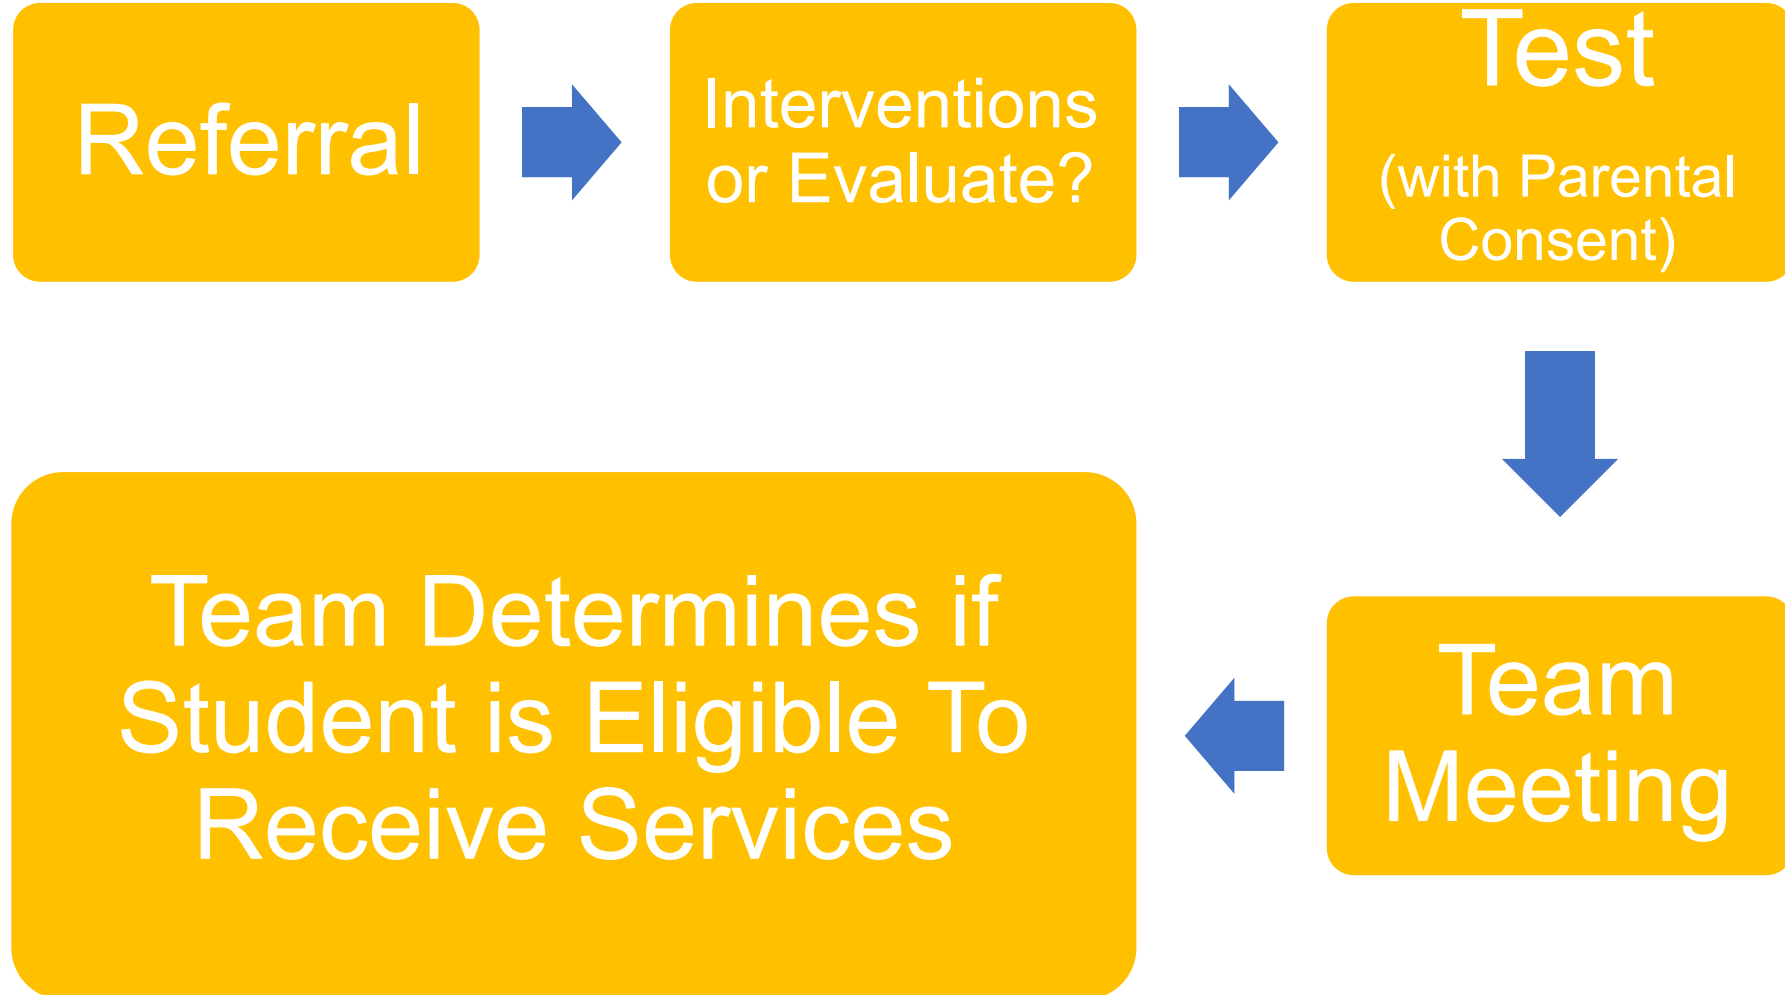 Referral
Interventions
or Evaluate?
Test
(with Parental
Consent)
Team
Meeting
Team Determines if
Student is Eligible To
Receive Services